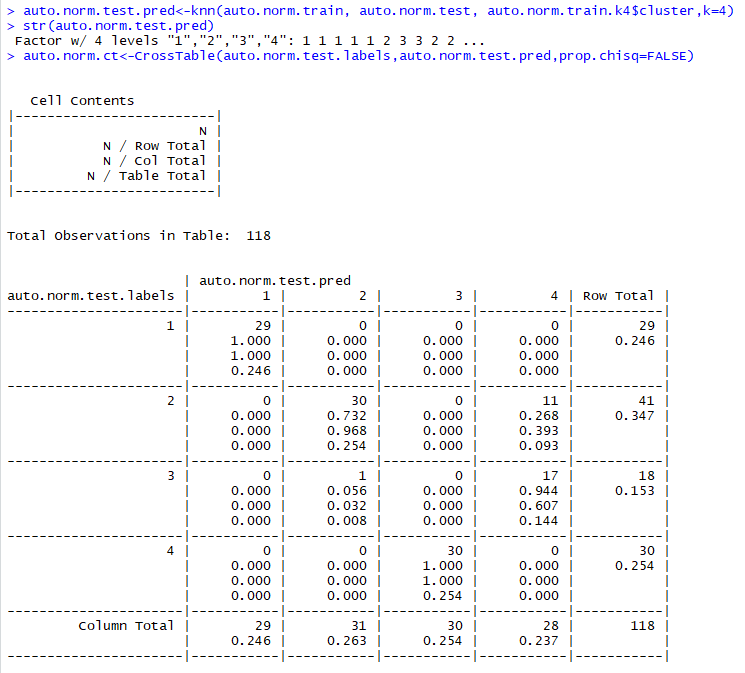 > auto.norm.test.pred<-knn(auto.norm.train, auto.norm.test, auto.norm.train.k4$cluster,k=4)
> str(auto.norm.test.pred)
 Factor w/ 4 levels "1","2","3","4": 1 1 1 1 1 2 3 3 2 2 ...
> auto.norm.ct<-CrossTable(auto.norm.test.labels,auto.norm.test.pred,prop.chisq=FALSE)
   Cell Contents
|-------------------------|
|                       N |
|           N / Row Total |
|           N / Col Total |
|         N / Table Total |
|-------------------------|
Total Observations in Table:  118
                      | auto.norm.test.pred
auto.norm.test.labels |         1 |         2 |         3 |         4 | Row Total |
----------------------|-----------|-----------|-----------|-----------|-----------|
                    1 |        29 |         0 |         0 |         0 |        29 |
                      |     1.000 |     0.000 |     0.000 |     0.000 |     0.246 |
                      |     1.000 |     0.000 |     0.000 |     0.000 |           |
                      |     0.246 |     0.000 |     0.000 |     0.000 |           |
----------------------|-----------|-----------|-----------|-----------|-----------|
                    2 |         0 |        30 |         0 |        11 |        41 |
                      |     0.000 |     0.732 |     0.000 |     0.268 |     0.347 |
                      |     0.000 |     0.968 |     0.000 |     0.393 |           |
                      |     0.000 |     0.254 |     0.000 |     0.093 |           |
----------------------|-----------|-----------|-----------|-----------|-----------|
                    3 |         0 |         1 |         0 |        17 |        18 |
                      |     0.000 |     0.056 |     0.000 |     0.944 |     0.153 |
                      |     0.000 |     0.032 |     0.000 |     0.607 |           |
                      |     0.000 |     0.008 |     0.000 |     0.144 |           |
----------------------|-----------|-----------|-----------|-----------|-----------|
                    4 |         0 |         0 |        30 |         0 |        30 |
                      |     0.000 |     0.000 |     1.000 |     0.000 |     0.254 |
                      |     0.000 |     0.000 |     1.000 |     0.000 |           |
                      |     0.000 |     0.000 |     0.254 |     0.000 |           |
----------------------|-----------|-----------|-----------|-----------|-----------|
         Column Total |        29 |        31 |        30 |        28 |       118 |
                      |     0.246 |     0.263 |     0.254 |     0.237 |           |
----------------------|-----------|-----------|-----------|-----------|-----------|